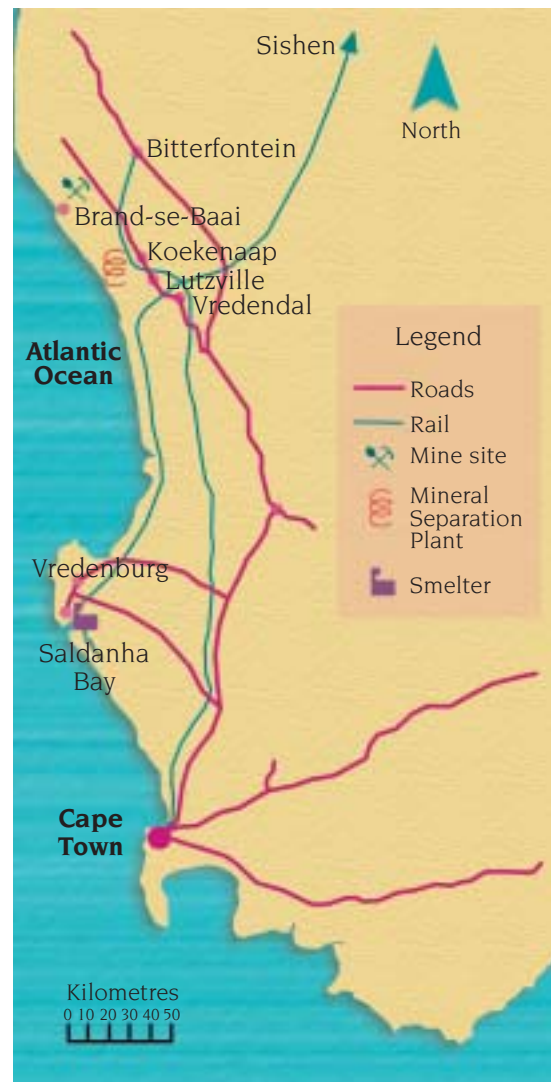 Sishen
North
Bitterfontein
Brand-se-Baai
Koekenaap
Lutzville
Vredendal
Atlantic
Ocean
Legend
Roads
Rail
Mine site
Mineral
Separation
Plant
Smelter
Vredenburg
Saldanha
Bay
Cape
Town
Kilometres
0 10 20 30 40 50